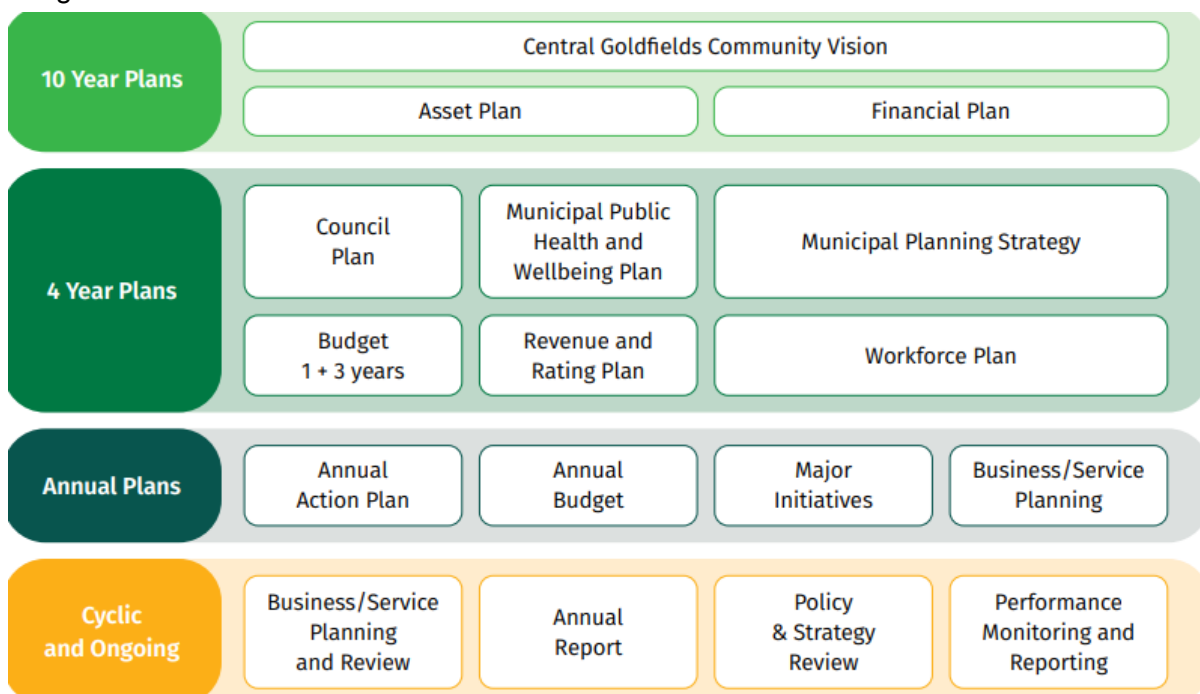 10 Year Plans
Central Goldfields Community Vision
Asset Plan
Financial Plan
4 Year Plans
Council
Plan
Municipal Public
Health and
Wellbeing Plan
Municipal Planning Strategy
Budget
1 + 3 years
Revenue and
Rating Plan
Workforce Plan
Annual Plans
Annual
Action Plan
Annual
Budget
Major
Initiatives
Business/Service
Planning
Cyclic
and Ongoing
Business/Service
Planning
and Review
Annual
Report
Policy
& Strategy
Review
Performance
Monitoring and
Reporting